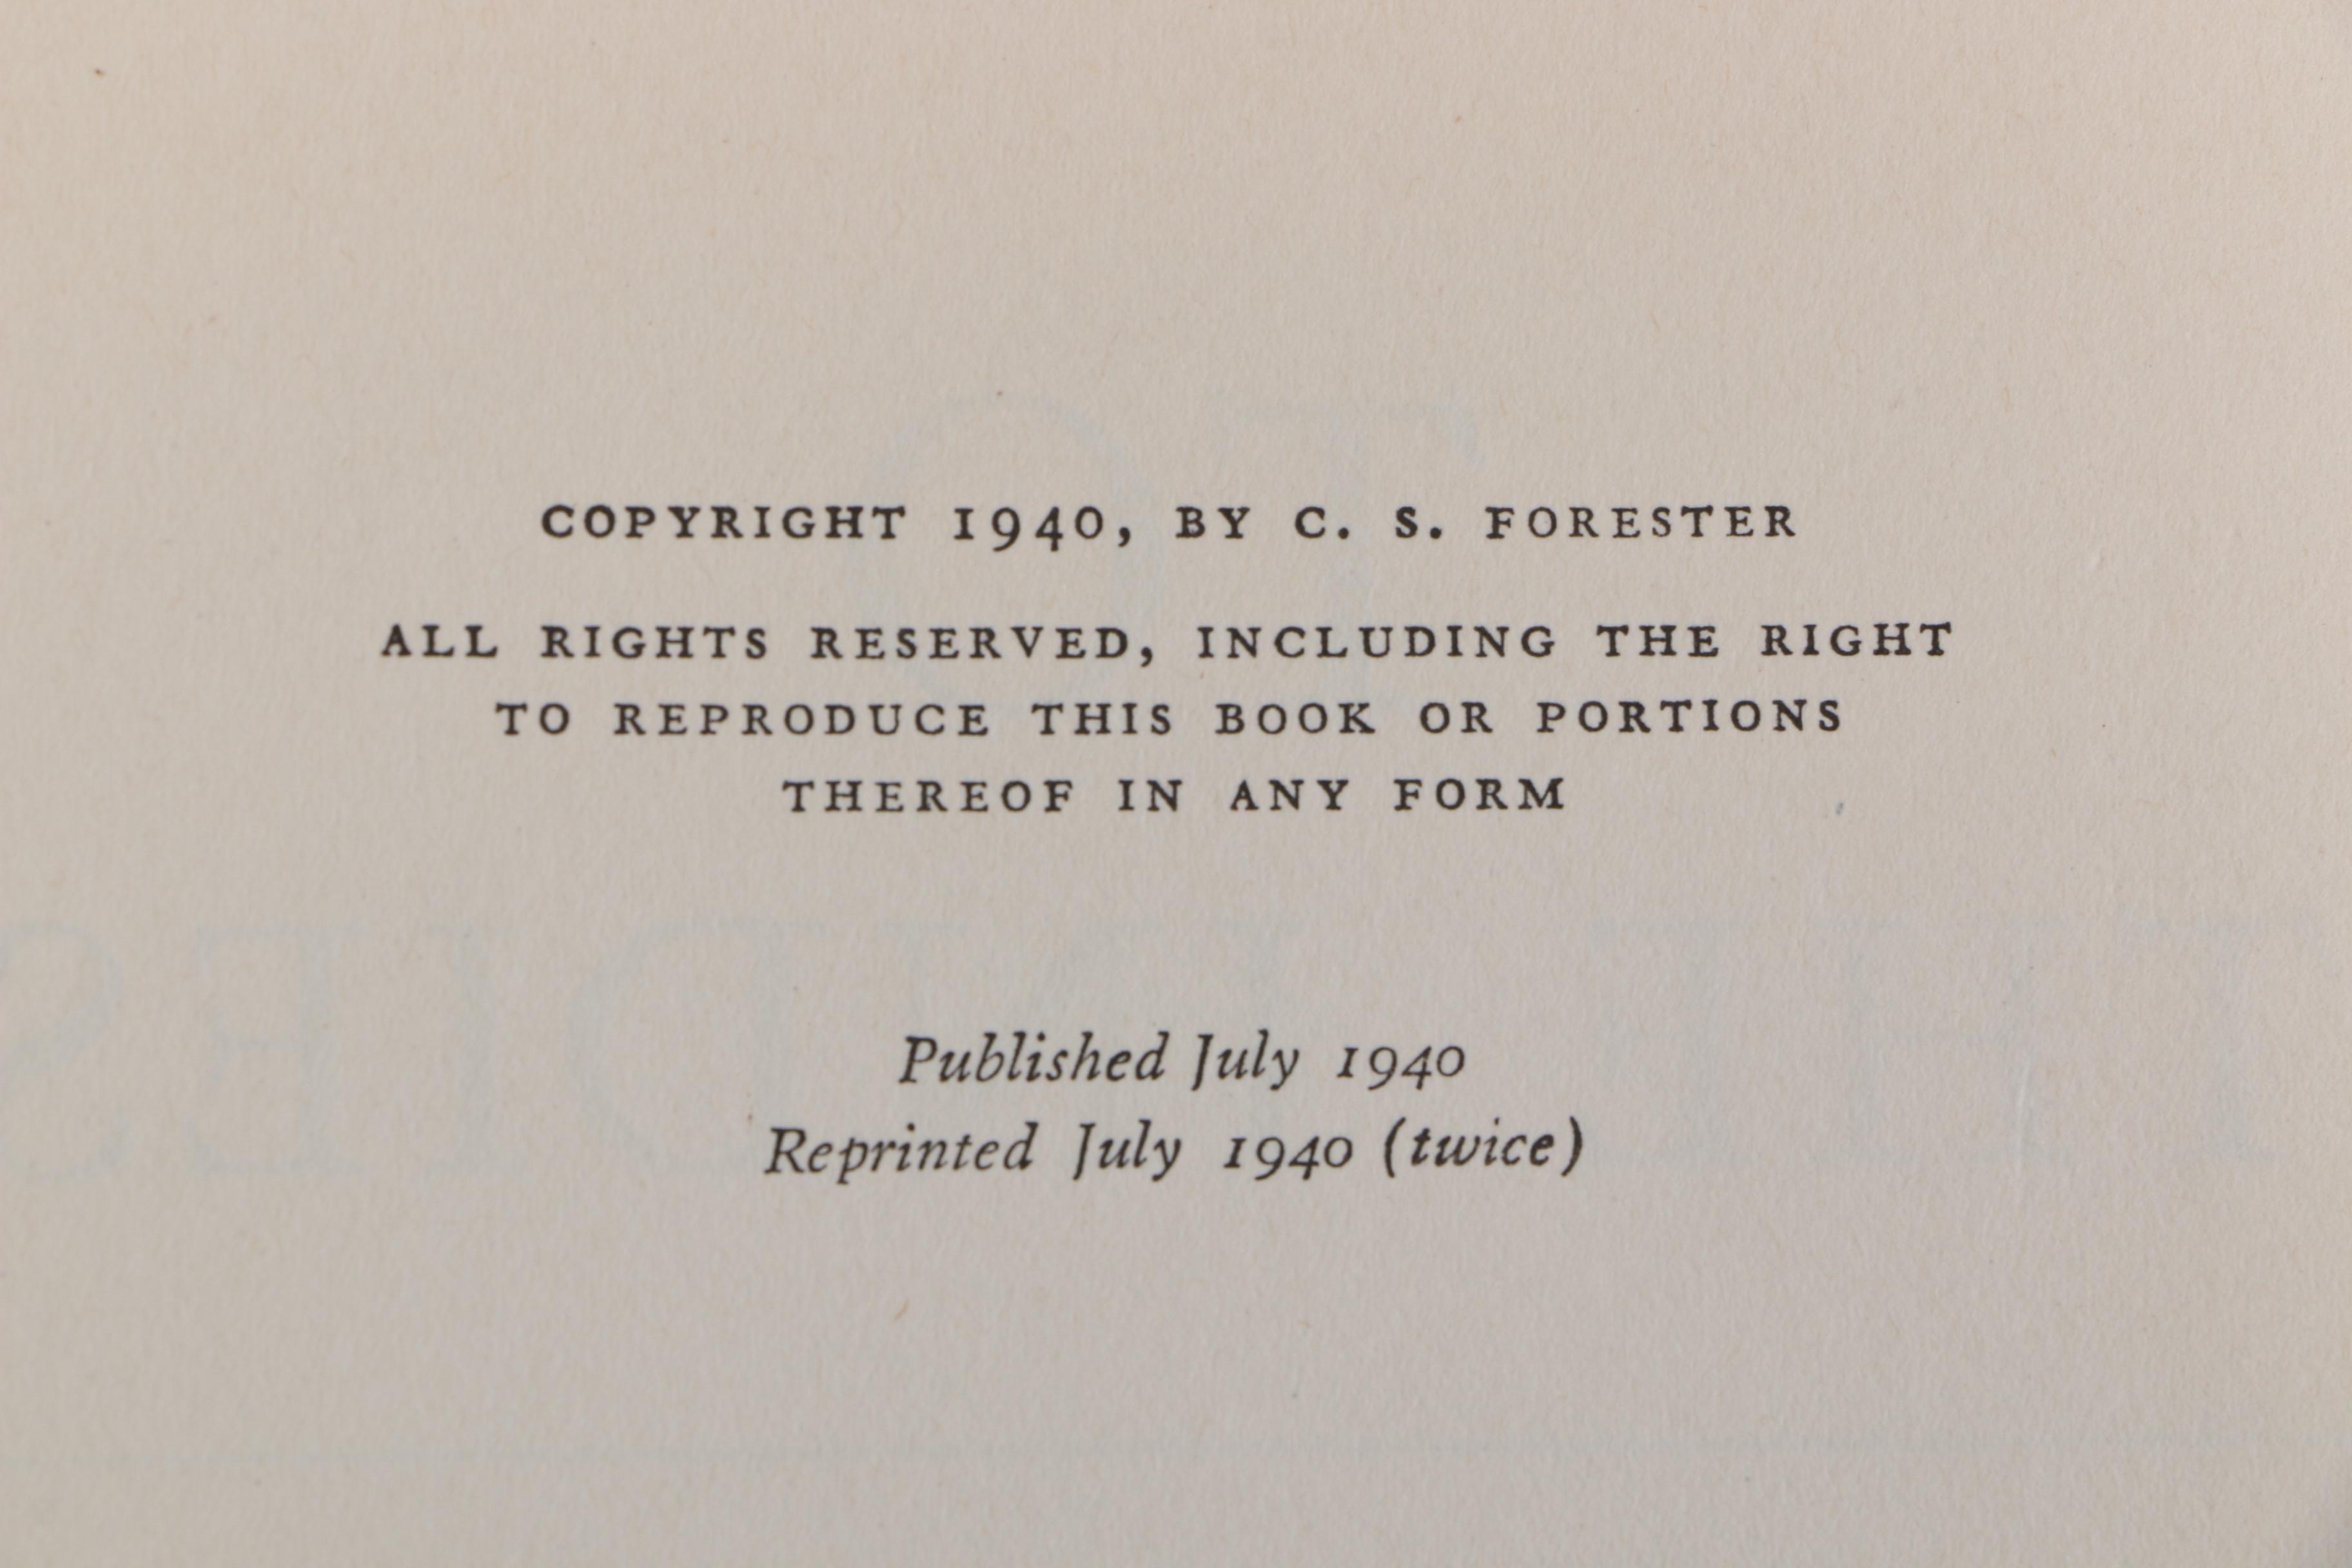 COPYRIGHT 1940, BY C. S. FORESTER
ALL RIGHTS RESERVED, INCLUDING THE RIGHT
TO REPRODUCE THIS BOOK OR PORTIONS
THEREOF IN ANY FORM
Published July 1940
Reprinted July 1940 (twice)